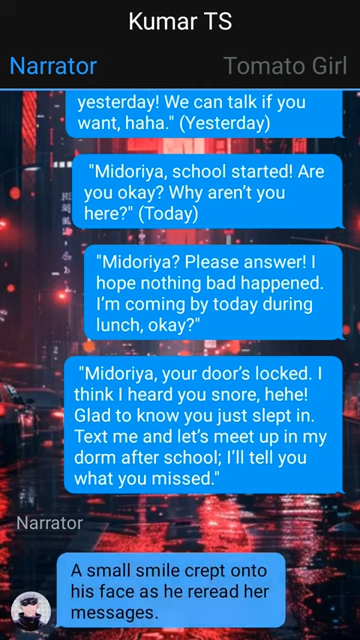 Kumar TS
Narrator
Tomato Girl
yesterday! We can talk if you
want, haha." (Yesterday)
"Midoriya, school started! Are
you okay? Why aren't you
here?" (Today)
"Midoriya? Please answer! I
hope nothing bad happened.
I'm coming by today during
lunch, okay?"
"Midoriya, your door's locked. I
think I heard you snore, hehe!
Glad to know you just slept in.
Text me and let's meet up in my
dorm after school; I'll tell you
what you missed."
Narrator
A small smile crept onto
his face as he reread her
messages.